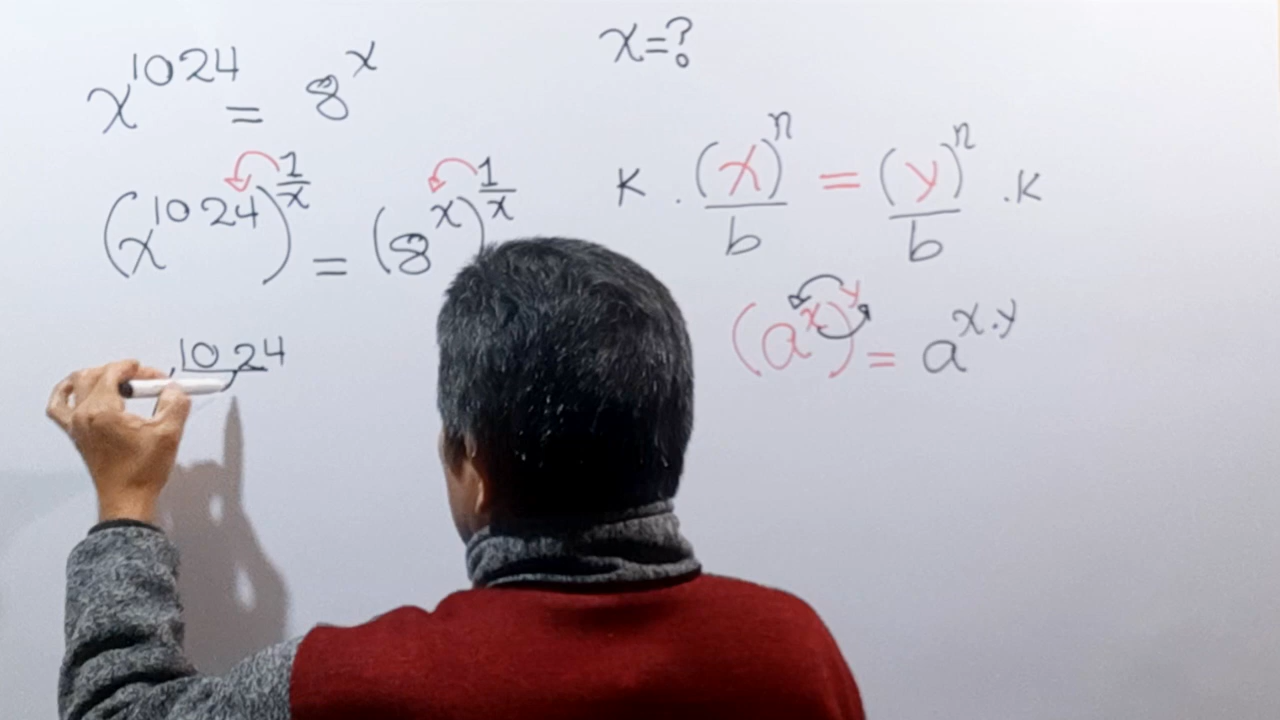 x^1024 = 8^x
(x^1024)^(1/x) = (8^x)^(1/x)
1024
x=?
K . (x)^n/b = (y)^n/b . K
(a^x)^y = a^(x.y)